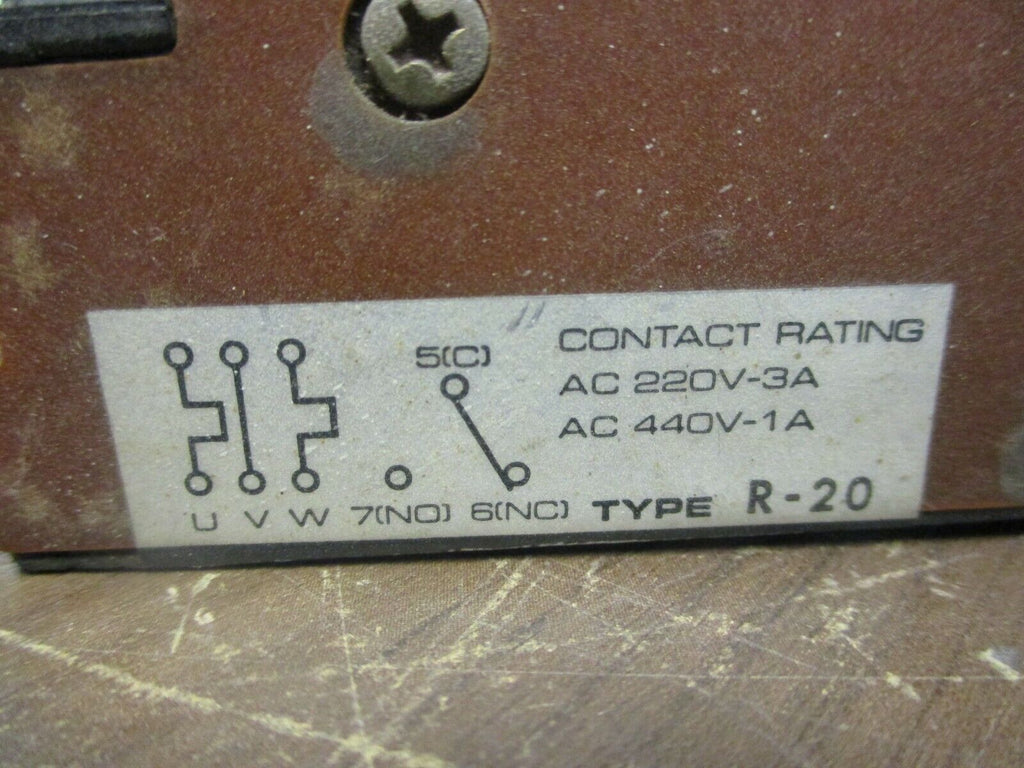 5(C)
CONTACT RATING
AC 220V-3A
AC 440V-1A
U V W 7(NO) 6(NC) TYPE R-20